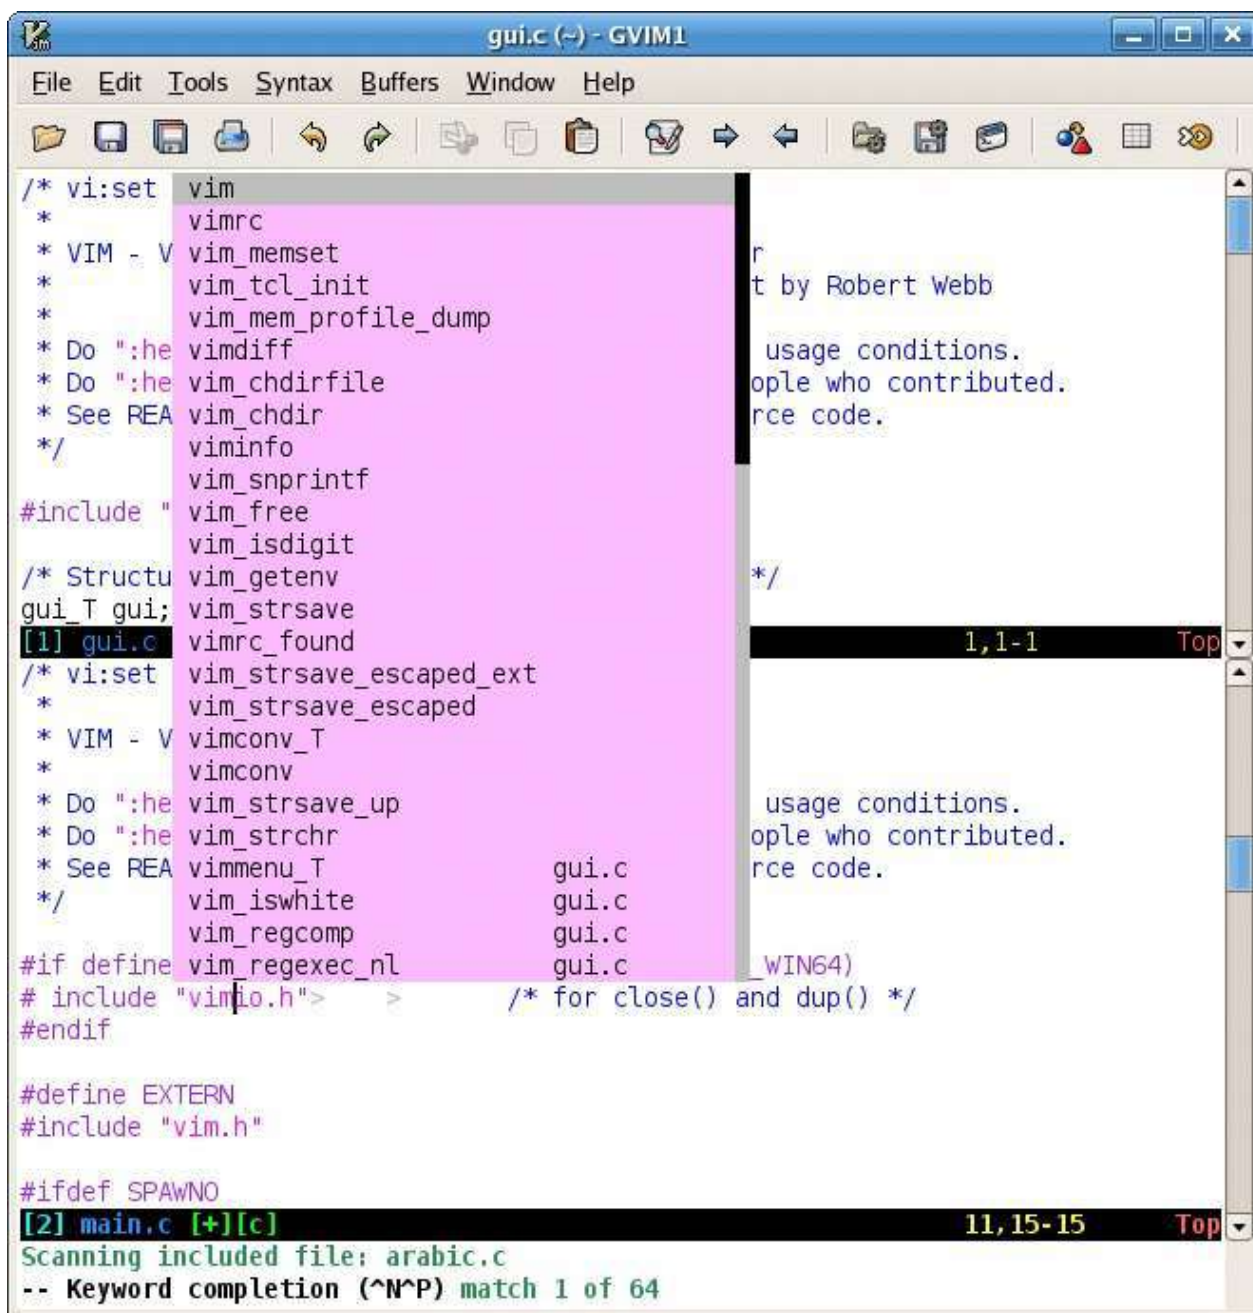 Vim
gui.c (~) - GVIM1
File Edit Tools Syntax Buffers Window Help
/* vi:set vim
* vimrc
* VIM - V vim_memset r
* vim_tcl_init t by Robert Webb
* vim_mem_profile_dump
* Do ":he vimdiff usage conditions.
* Do ":he vim_chdirfile ople who contributed.
* See REA vim_chdir rce code.
*/ viminfo
vim_snprintf
#include " vim_free
vim_isdigit
/* Structu vim_getenv */
gui_T gui; vim_strsave
[1] gui.c vimrc_found 1,1-1 Top
/* vi:set vim_strsave_escaped_ext
* vim_strsave_escaped
* VIM - V vimconv_T
* vimconv
* Do ":he vim_strsave_up usage conditions.
* Do ":he vim_strchr ople who contributed.
* See REA vimmenu_T gui.c rce code.
*/ vim_iswhite gui.c
vim_regcomp gui.c
#if define vim_regexec_nl gui.c _WIN64)
# include "vimio.h"> > /* for close() and dup() */
#endif
#define EXTERN
#include "vim.h"
#ifdef SPAWNO
[2] main.c [+][c] 11,15-15 Top
Scanning included file: arabic.c
-- Keyword completion (^N^P) match 1 of 64